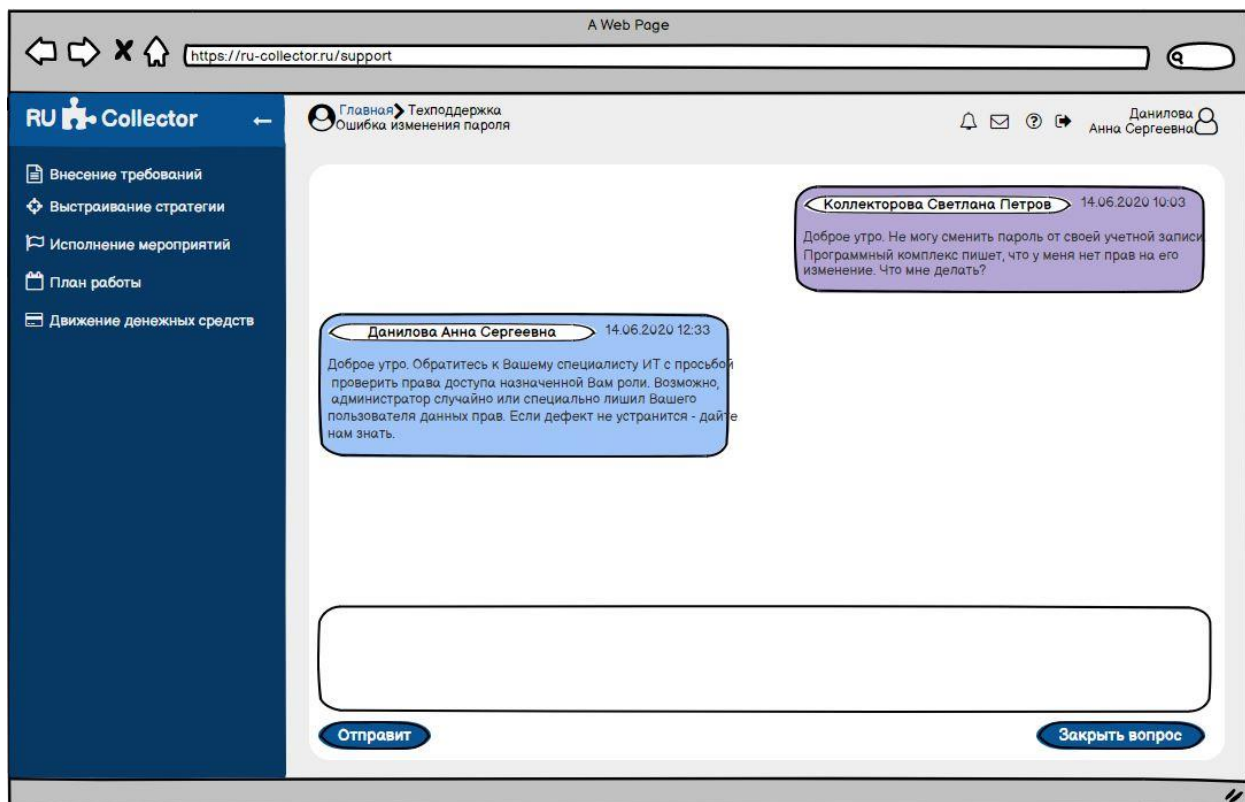 A Web Page
https://ru-collector.ru/support
RU Collector
Главная Техподдержка
Ошибка изменения пароля
Данилова
Анна Сергеевна
Внесение требований
Выстраивание стратегии
Исполнение мероприятий
План работы
Движение денежных средств
Коллекторова Светлана Петров 14.06.2020 10:03
Доброе утро. Не могу сменить пароль от своей учетной записи
Программный комплекс пишет, что у меня нет прав на его
изменение. Что мне делать?
Данилова Анна Сергеевна 14.06.2020 12:33
Доброе утро. Обратитесь к Вашему специалисту ИТ с просьбой
проверить права доступа назначенной Вам роли. Возможно,
администратор случайно или специально лишил Вашего
пользователя данных прав. Если дефект не устранится - дайте
нам знать.
Отправит
Закрыть вопрос